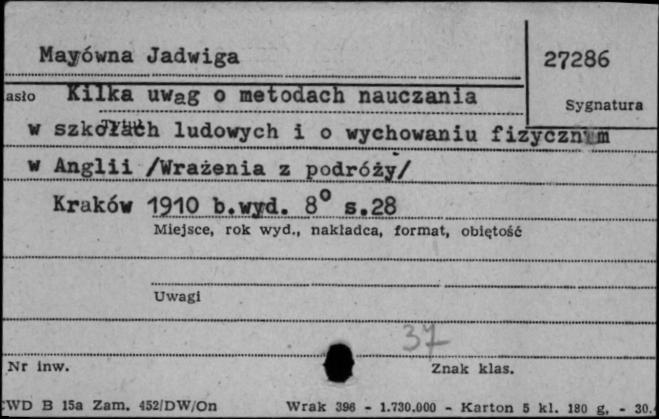 Mayówna Jadwiga
27286
asło Kilka uwag o metodach nauczania
Sygnatura
w szkołach ludowych i o wychowaniu fizycznym
w Anglii /Wrażenia z podróży/
Kraków 1910 b.wyd. 8° s.28
Miejsce, rok wyd., nakładca, format, objętość
Uwagi
37
Nr inw.
Znak klas.
WD B 15a Zam. 452/DW/On Wrak 396 - 1.730.000 - Karton 5 kl. 180 g. - 30.